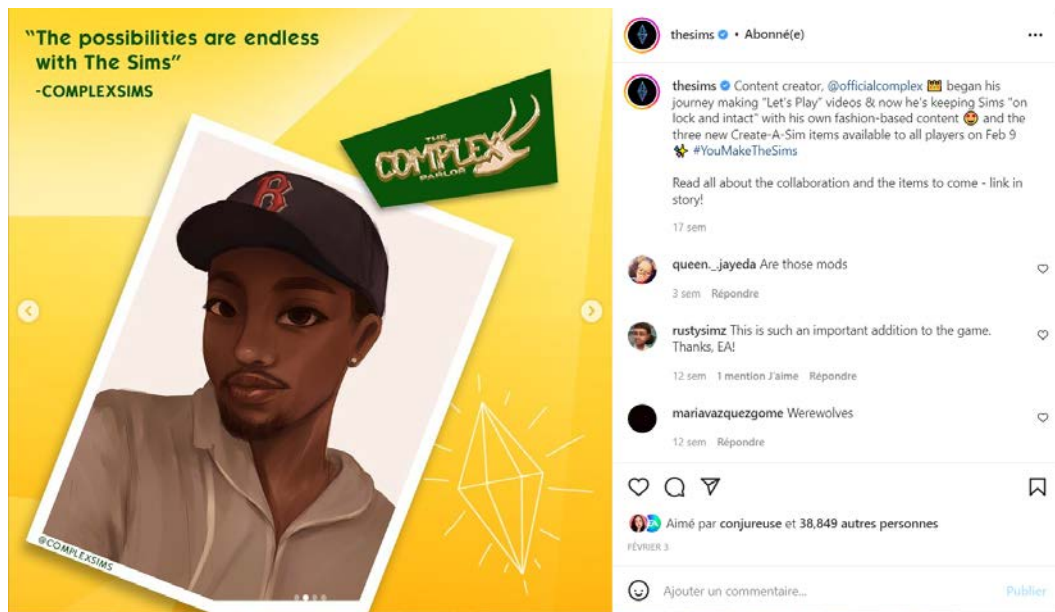 “The possibilities are endless
with The Sims”
-COMPLEXSIMS
THE
COMPLEX
PARLOR
B
@COMPLEXSIMS
thesims • Abonné(e)
thesims Content creator, @officialcomplex 👑 began his
journey making "Let's Play" videos & now he's keeping Sims "on
lock and intact" with his own fashion-based content 🤩 and the
three new Create-A-Sim items available to all players on Feb 9
✨ #YouMakeTheSims
Read all about the collaboration and the items to come - link in
story!
17 sem
queen._.jayeda Are those mods
3 sem Répondre
rustysimz This is such an important addition to the game.
Thanks, EA!
12 sem 1 mention J’aime Répondre
mariavazquezgome Werewolves
12 sem Répondre
Aimé par conjureuse et 38,849 autres personnes
FÉVRIER 3
Ajouter un commentaire...
Publier